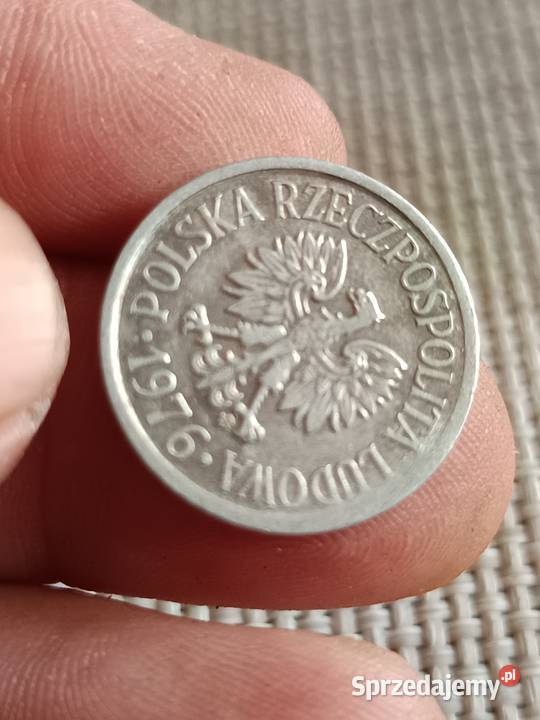 POLSKA RZECZPOSPOLITA LUDOWA · 1976 ·
Sprzedajemy.pl